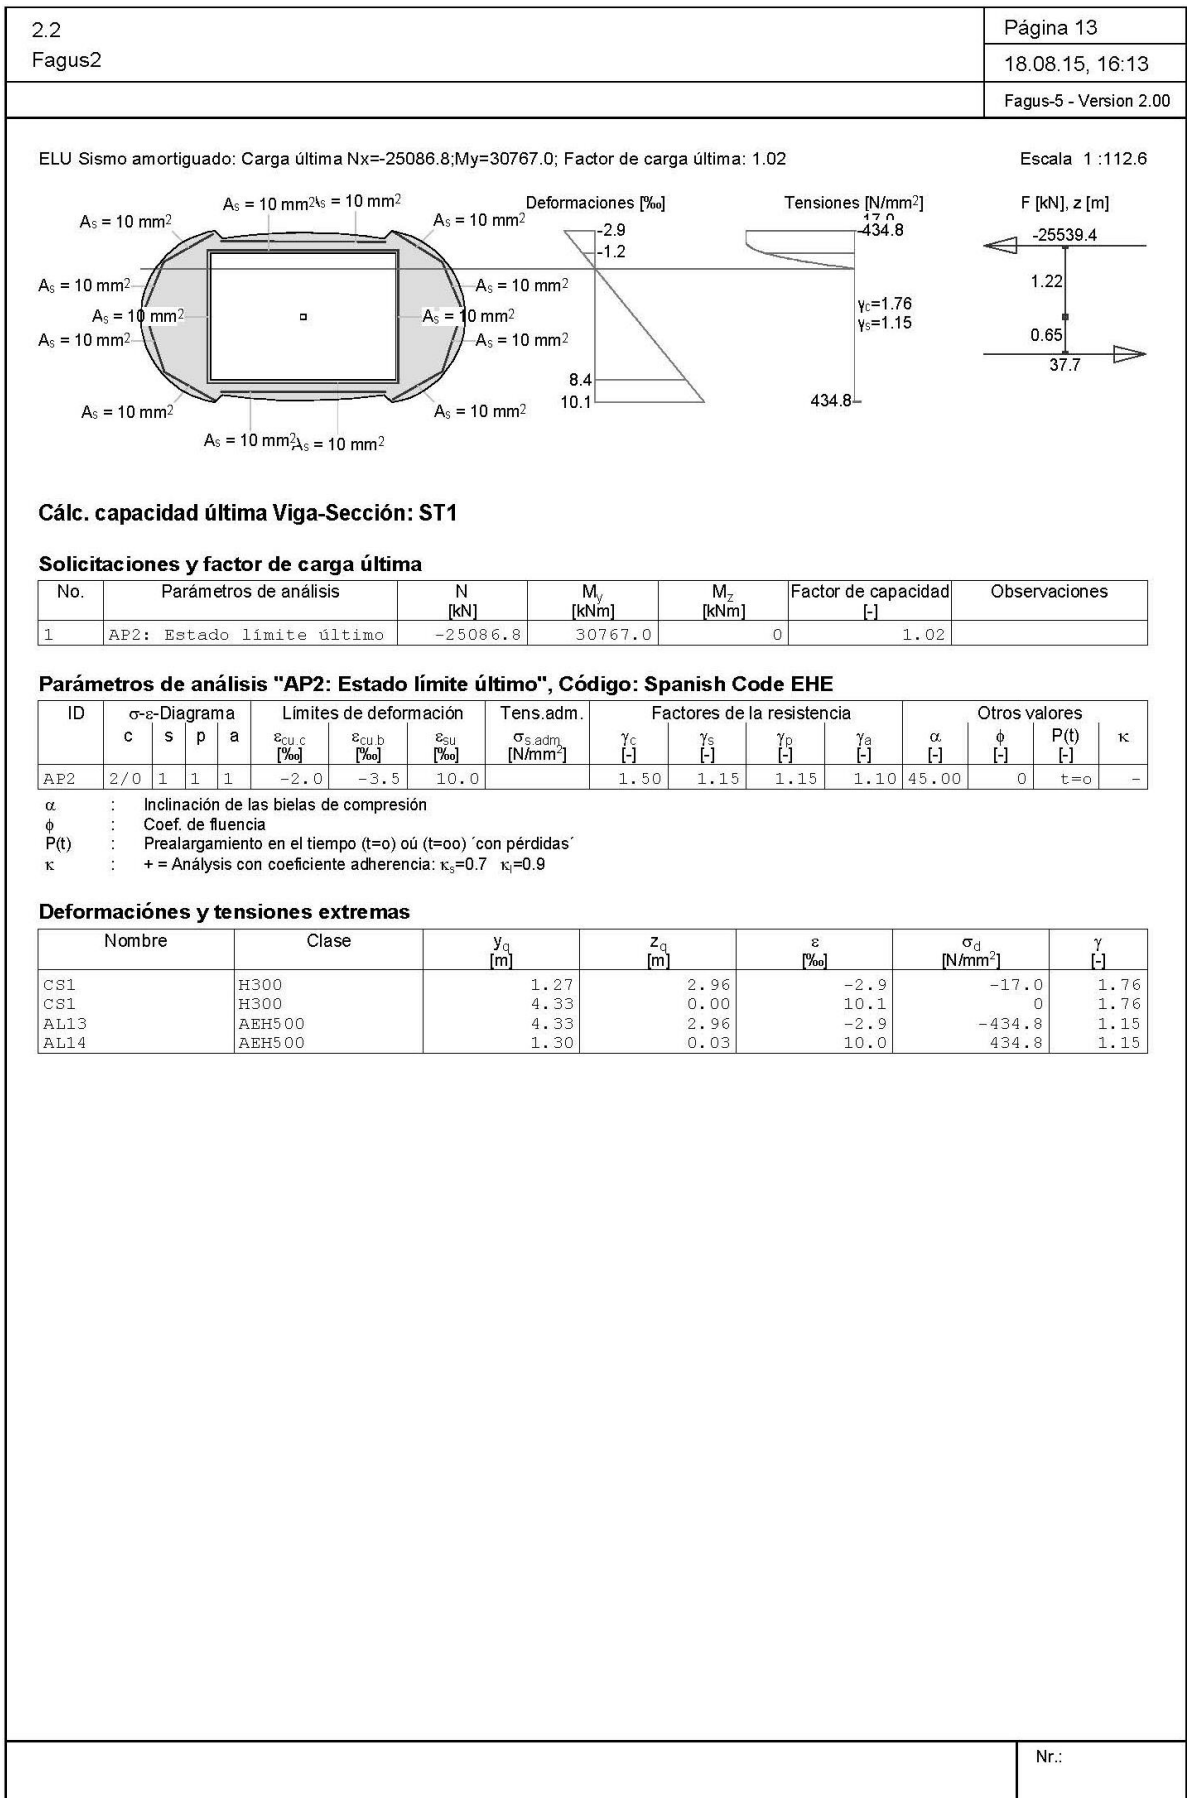 2.2
Fagus2
Página 13
18.08.15, 16:13
Fagus-5 - Version 2.00
ELU Sismo amortiguado: Carga última Nx=-25086.8;My=30767.0; Factor de carga última: 1.02
Escala 1 :112.6
As = 10 mm2
As = 10 mm2
As = 10 mm2
As = 10 mm2
As = 10 mm2
As = 10 mm2
As = 10 mm2
As = 10 mm2
As = 10 mm2
As = 10 mm2
As = 10 mm2
As = 10 mm2
As = 10 mm2
As = 10 mm2
Deformaciones [‰]
-2.9
-1.2
8.4
10.1
Tensiones [N/mm2]
17.0
-434.8
γc=1.76
γs=1.15
434.8
F [kN], z [m]
-25539.4
1.22
0.65
37.7
Cálc. capacidad última Viga-Sección: ST1
Solicitaciones y factor de carga última
No. Parámetros de análisis N [kN] My [kNm] Mz [kNm] Factor de capacidad [-] Observaciones
1 AP2: Estado límite último -25086.8 30767.0 0 1.02
Parámetros de análisis "AP2: Estado límite último", Código: Spanish Code EHE
ID σ-ε-Diagrama Límites de deformación Tens.adm. Factores de la resistencia Otros valores
c s p a εcu.c εcu.b εsu σs.adm γc γs γp γa α ϕ P(t) κ
[‰] [‰] [‰] [N/mm2] [-] [-] [-] [-] [-] [-] [-]
AP2 2/0 1 1 1 -2.0 -3.5 10.0 1.50 1.15 1.15 1.10 45.00 0 t=o -
α : Inclinación de las bielas de compresión
ϕ : Coef. de fluencia
P(t) : Prealargamiento en el tiempo (t=o) oú (t=oo) ´con pérdidas´
κ : + = Análysis con coeficiente adherencia: κs=0.7 κl=0.9
Deformaciónes y tensiones extremas
Nombre Clase yq zq ε σd γ
[m] [m] [‰] [N/mm2] [-]
CS1 H300 1.27 2.96 -2.9 -17.0 1.76
CS1 H300 4.33 0.00 10.1 0 1.76
AL13 AEH500 4.33 2.96 -2.9 -434.8 1.15
AL14 AEH500 1.30 0.03 10.0 434.8 1.15
Nr.: